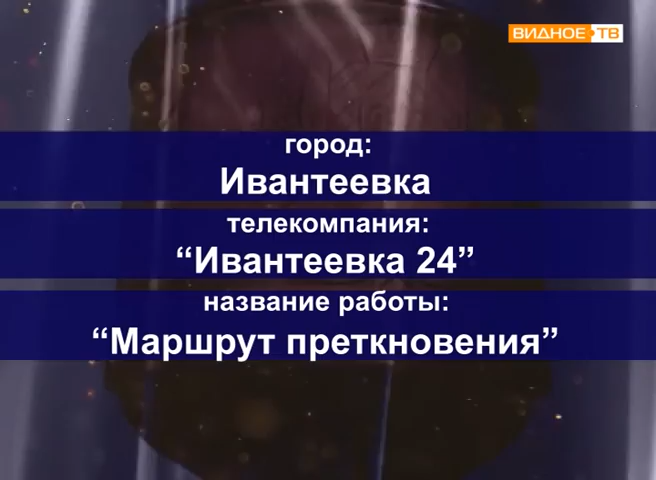 ВИДНОЕ ТВ
город:
Ивантеевка
телекомпания:
“Ивантеевка 24”
название работы:
“Маршрут преткновения”